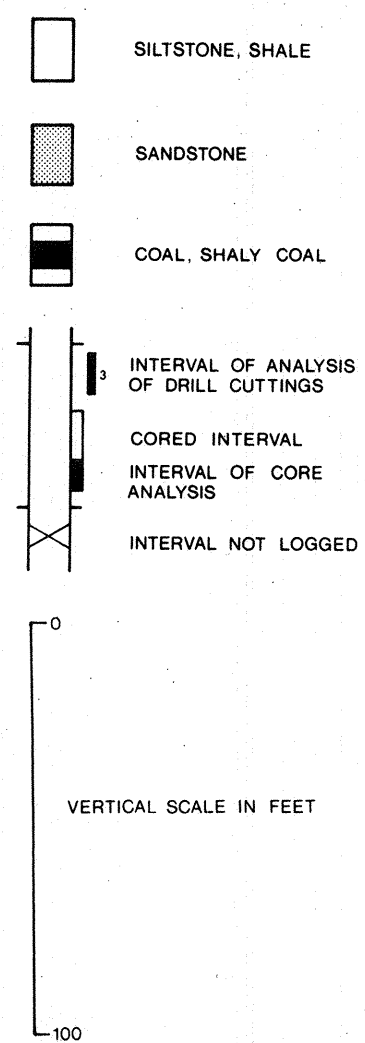 SILTSTONE, SHALE
SANDSTONE
COAL, SHALY COAL
3
INTERVAL OF ANALYSIS
OF DRILL CUTTINGS
CORED INTERVAL
INTERVAL OF CORE
ANALYSIS
INTERVAL NOT LOGGED
0
VERTICAL SCALE IN FEET
100